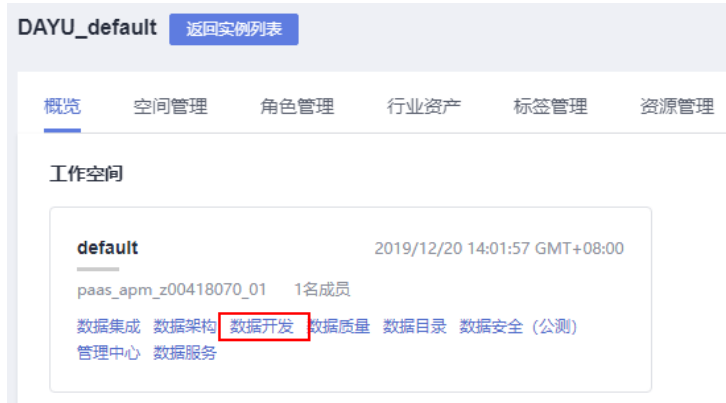 DAYU_default 返回实例列表
概览 空间管理 角色管理 行业资产 标签管理 资源管理
工作空间
default 2019/12/20 14:01:57 GMT+08:00
paas_apm_z00418070_01 1名成员
数据集成 数据架构 数据开发 数据质量 数据目录 数据安全（公测）
管理中心 数据服务